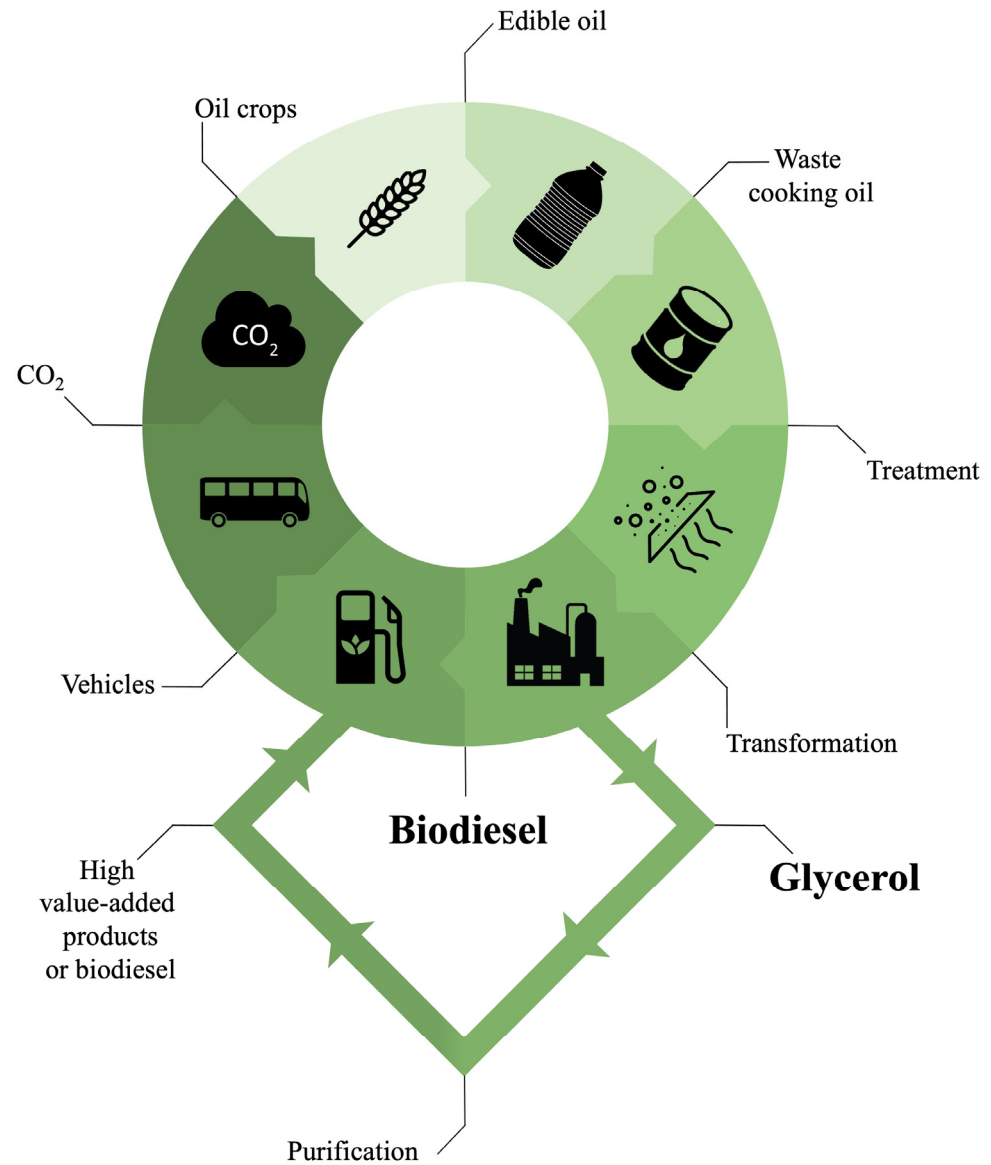 Edible oil
Oil crops
Waste
cooking oil
CO₂
CO₂
Treatment
Vehicles
Transformation
Biodiesel
Glycerol
High
value-added
products
or biodiesel
Purification